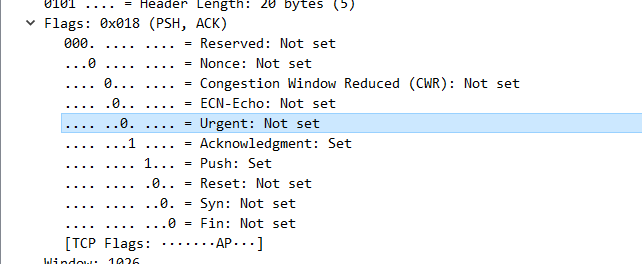 0101 .... = Header Length: 20 bytes (5)
Flags: 0x018 (PSH, ACK)
000. .... .... = Reserved: Not set
...0 .... .... = Nonce: Not set
.... 0... .... = Congestion Window Reduced (CWR): Not set
.... .0.. .... = ECN-Echo: Not set
.... ..0. .... = Urgent: Not set
.... ...1 .... = Acknowledgment: Set
.... .... 1... = Push: Set
.... .... .0.. = Reset: Not set
.... .... ..0. = Syn: Not set
.... .... ...0 = Fin: Not set
[TCP Flags: ·······AP···]
Window: 1026